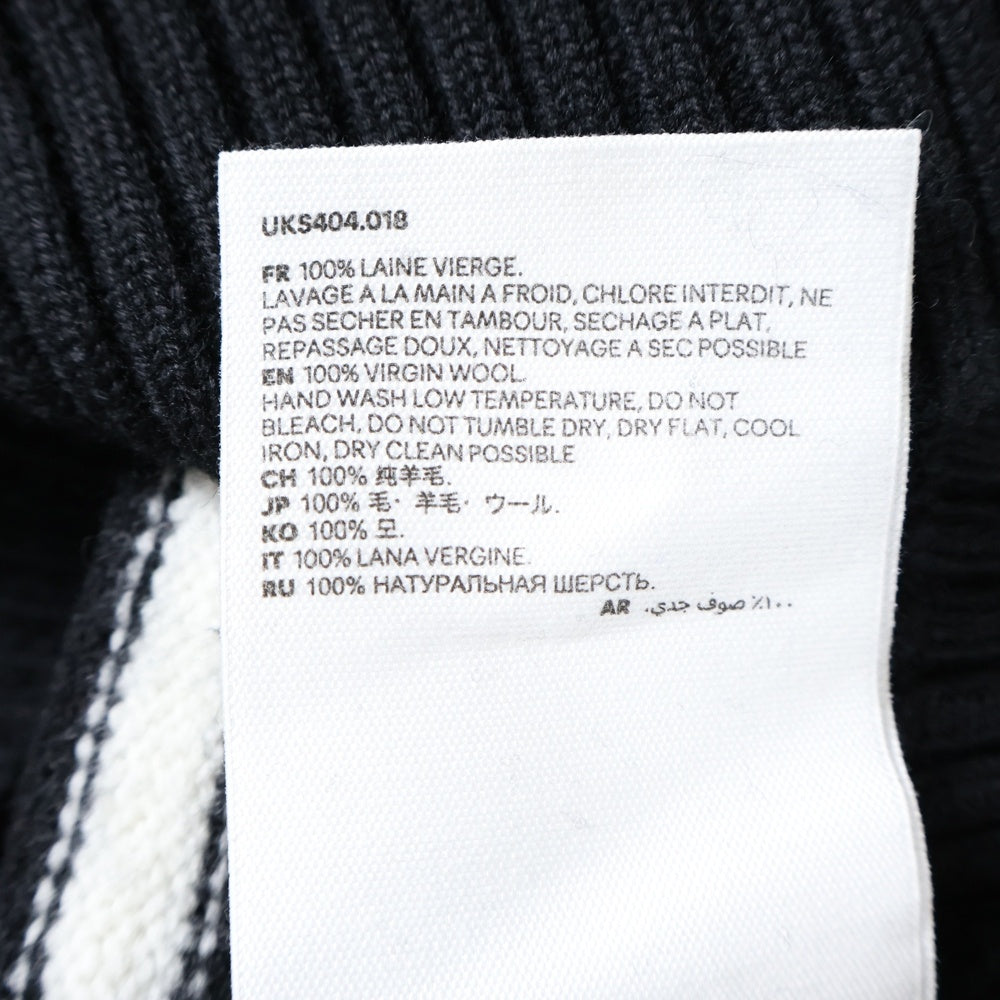 UKS404.018
FR 100% LAINE VIERGE.
LAVAGE A LA MAIN A FROID, CHLORE INTERDIT, NE
PAS SECHER EN TAMBOUR, SECHAGE A PLAT,
REPASSAGE DOUX, NETTOYAGE A SEC POSSIBLE
EN 100% VIRGIN WOOL.
HAND WASH LOW TEMPERATURE, DO NOT
BLEACH, DO NOT TUMBLE DRY, DRY FLAT, COOL
IRON, DRY CLEAN POSSIBLE
CH 100% 纯羊毛.
JP 100% 毛· 羊毛· ウール.
KO 100% 모.
IT 100% LANA VERGINE.
RU 100% НАТУРАЛЬНАЯ ШЕРСТЬ.
AR ١٠٠٪ صوف جدي.